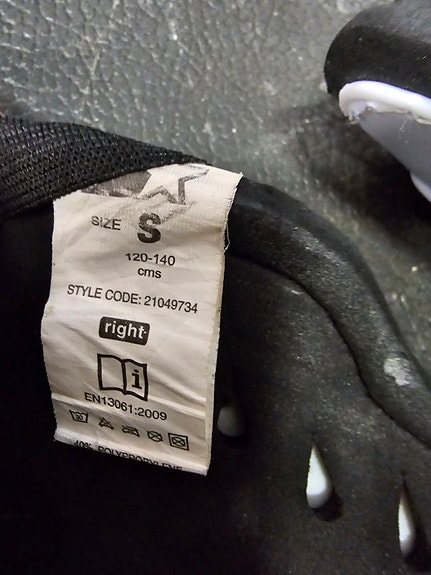 SIZE S
120-140
cms
STYLE CODE: 21049734
right
i
EN13061:2009
40% POLYPROPYLENE